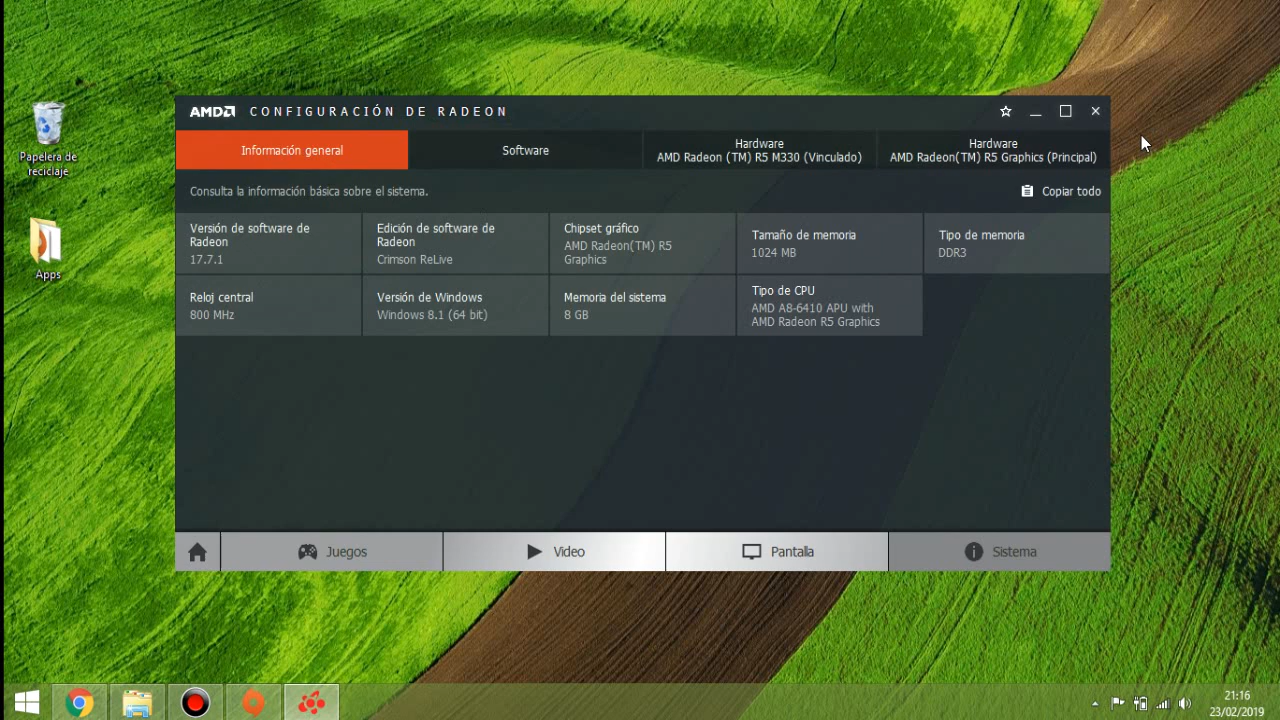 AMD CONFIGURACIÓN DE RADEON
Información general
Software
Hardware
AMD Radeon (TM) R5 M330 (Vinculado)
Hardware
AMD Radeon(TM) R5 Graphics (Principal)
Consulta la información básica sobre el sistema.
Copiar todo
Versión de software de
Radeon
17.7.1
Edición de software de
Radeon
Crimson ReLive
Chipset gráfico
AMD Radeon(TM) R5
Graphics
Tamaño de memoria
1024 MB
Tipo de memoria
DDR3
Reloj central
800 MHz
Versión de Windows
Windows 8.1 (64 bit)
Memoria del sistema
8 GB
Tipo de CPU
AMD A8-6410 APU with
AMD Radeon R5 Graphics
Juegos
Video
Pantalla
Sistema
Papelera de
reciclaje
Apps
21:16
23/02/2019